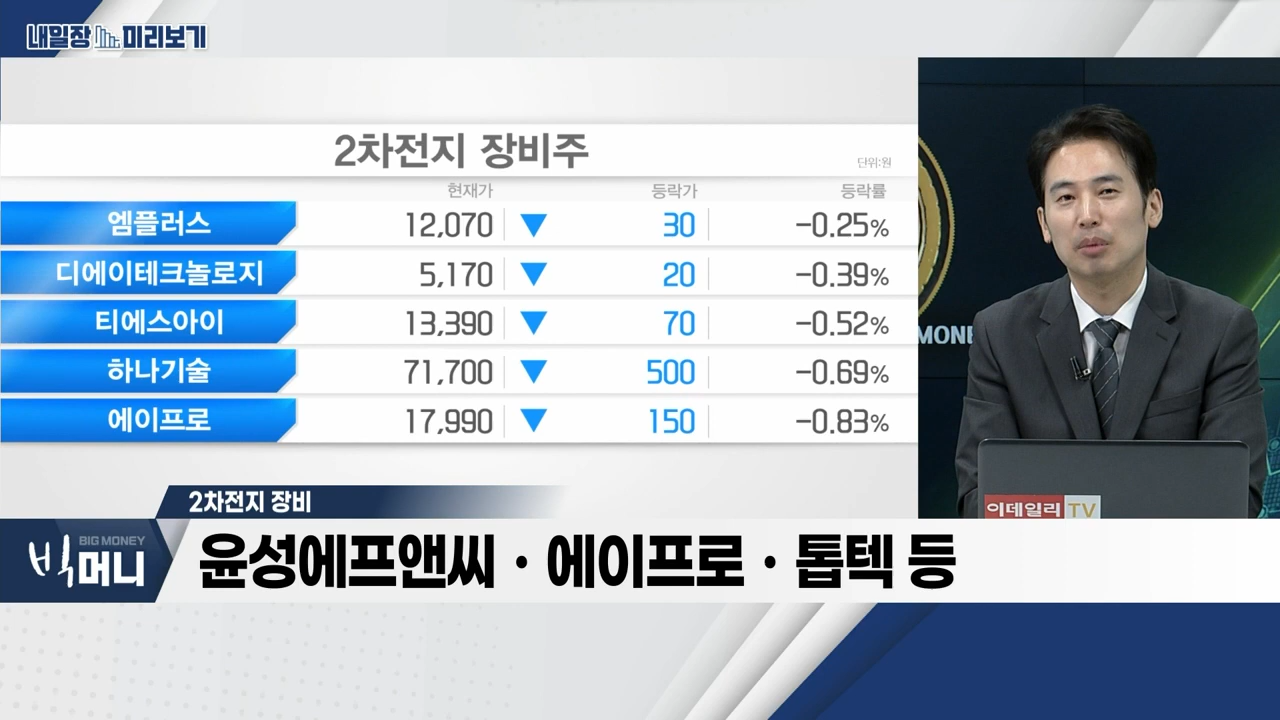 내일장 미리보기
2차전지 장비주
단위:원
현재가 등락가 등락률
엠플러스 12,070 ▼ 30 -0.25%
디에이테크놀로지 5,170 ▼ 20 -0.39%
티에스아이 13,390 ▼ 70 -0.52%
하나기술 71,700 ▼ 500 -0.69%
에이프로 17,990 ▼ 150 -0.83%
이데일리 TV
2차전지 장비
BIG MONEY
빅머니
윤성에프앤씨·에이프로·톱텍 등